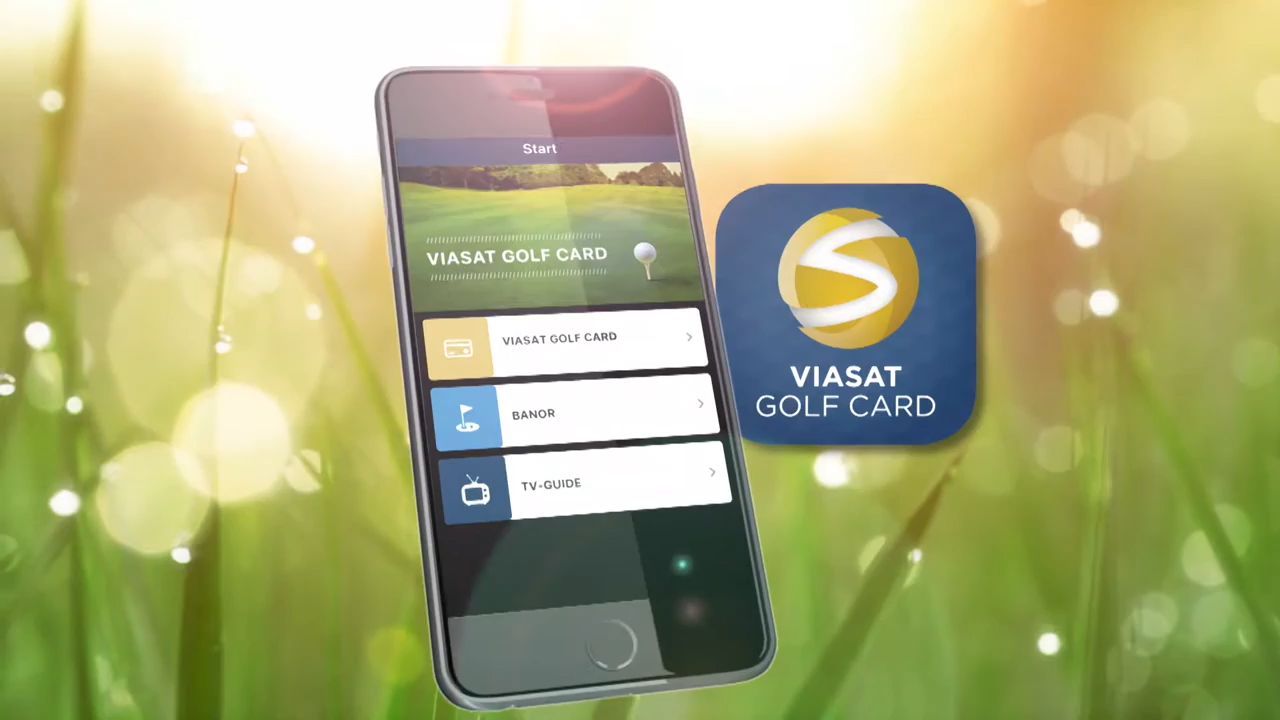 Start
VIASAT GOLF CARD
VIASAT GOLF CARD
BANOR
TV-GUIDE
VIASAT
GOLF CARD